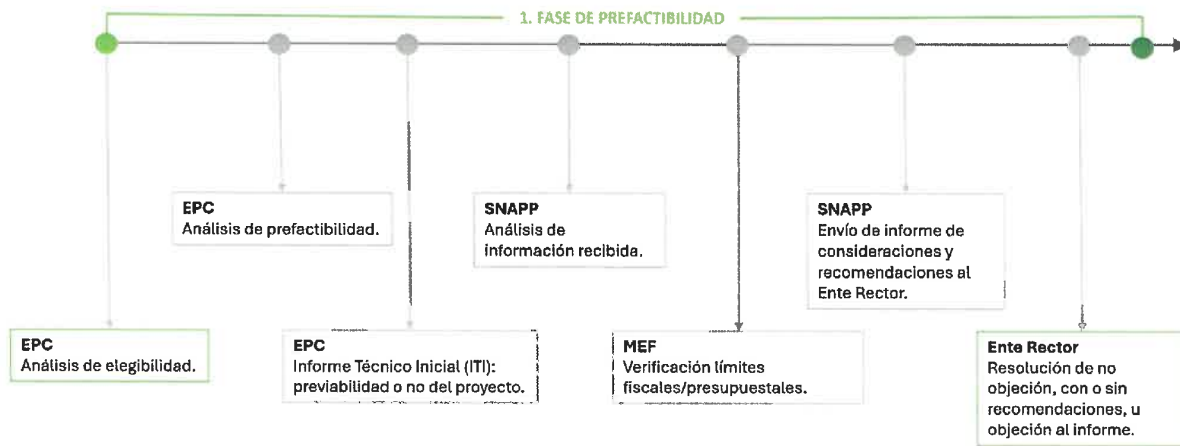 1. FASE DE PREFACTIBILIDAD
EPC
Análisis de prefactibilidad.
SNAPP
Análisis de
información recibida.
SNAPP
Envío de informe de
consideraciones y
recomendaciones al
Ente Rector.
EPC
Análisis de elegibilidad.
EPC
Informe Técnico Inicial (ITI):
previabilidad o no del proyecto.
MEF
Verificación límites
fiscales/presupuestales.
Ente Rector
Resolución de no
objeción, con o sin
recomendaciones, u
objeción al informe.